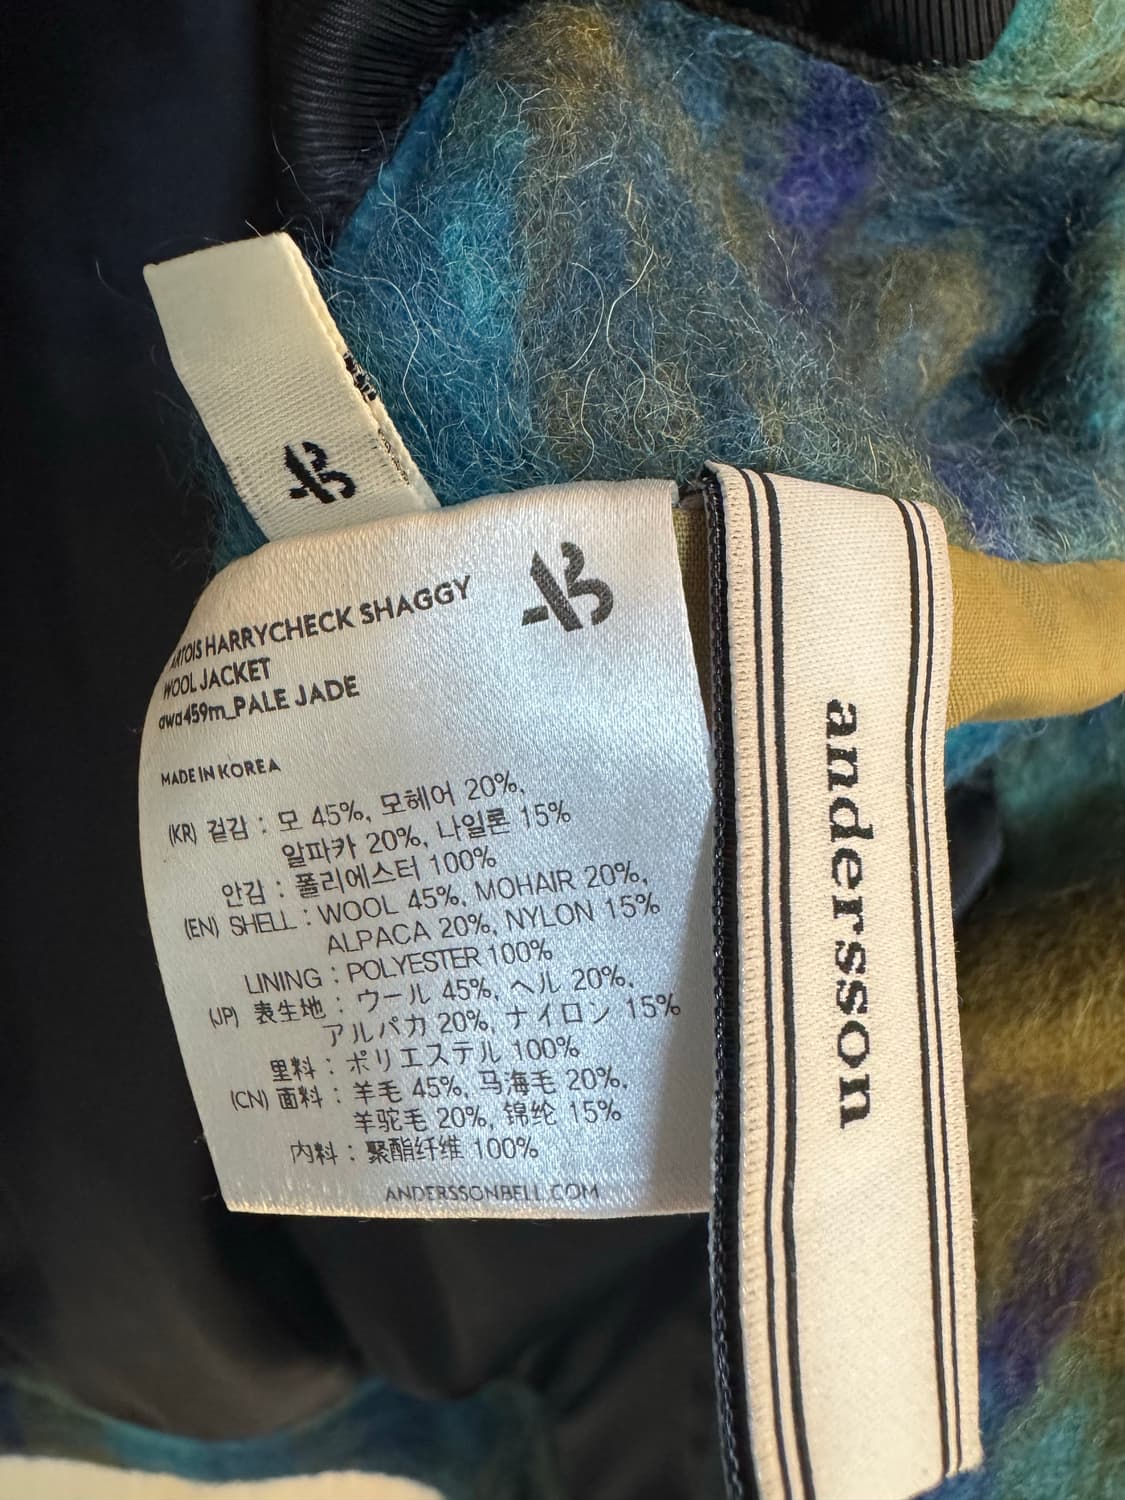 ARTOIS HARRYCHECK SHAGGY
WOOL JACKET
awa459m_PALE JADE
MADE IN KOREA
(KR) 겉감 : 모 45%, 모헤어 20%,
알파카 20%, 나일론 15%
안감 : 폴리에스터 100%
(EN) SHELL : WOOL 45%, MOHAIR 20%,
ALPACA 20%, NYLON 15%
LINING : POLYESTER 100%
(JP) 表生地 : ウール 45%, ヘル 20%,
アルパカ 20%, ナイロン 15%
里料 : ポリエステル 100%
(CN) 面料 : 羊毛 45%, 马海毛 20%,
羊驼毛 20%, 锦纶 15%
内料 : 聚酯纤维 100%
ANDERSSONBELL.COM
andersson